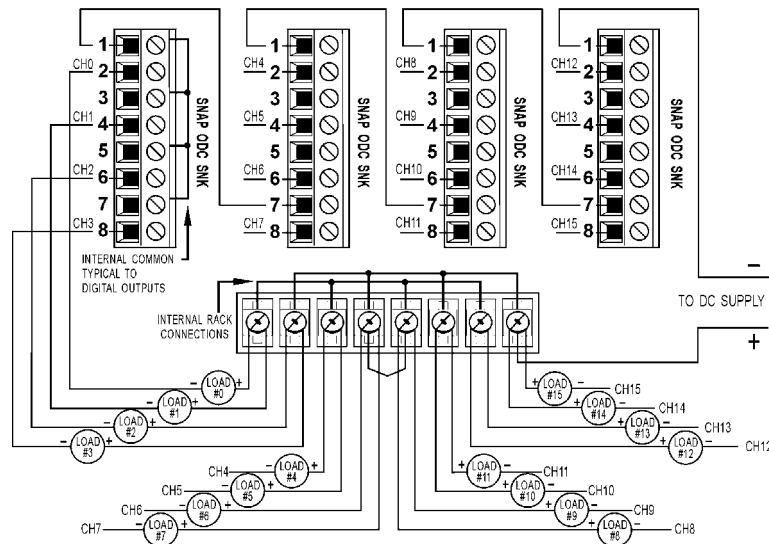 1
CH0
2
3
CH1
4
5
CH2
6
7
CH3
8
SNAP ODC SNK
1
CH4
2
3
CH5
4
5
CH6
6
7
CH7
8
SNAP ODC SNK
1
CH8
2
3
CH9
4
5
CH10
6
7
CH11
8
SNAP ODC SNK
1
CH12
2
3
CH13
4
5
CH14
6
7
CH15
8
SNAP ODC SNK
INTERNAL COMMON
TYPICAL TO
DIGITAL OUTPUTS
-
TO DC SUPPLY
+
INTERNAL RACK
CONNECTIONS
- LOAD #0 +
- LOAD #1 +
- LOAD #2 +
- LOAD #3 +
+ LOAD #15 - CH15
+ LOAD #14 - CH14
+ LOAD #13 - CH13
+ LOAD #12 - CH12
CH4 - LOAD #4 +
CH5 - LOAD #5 +
CH6 - LOAD #6 +
CH7 - LOAD #7 +
+ LOAD #11 - CH11
+ LOAD #10 - CH10
+ LOAD #9 - CH9
+ LOAD #8 - CH8